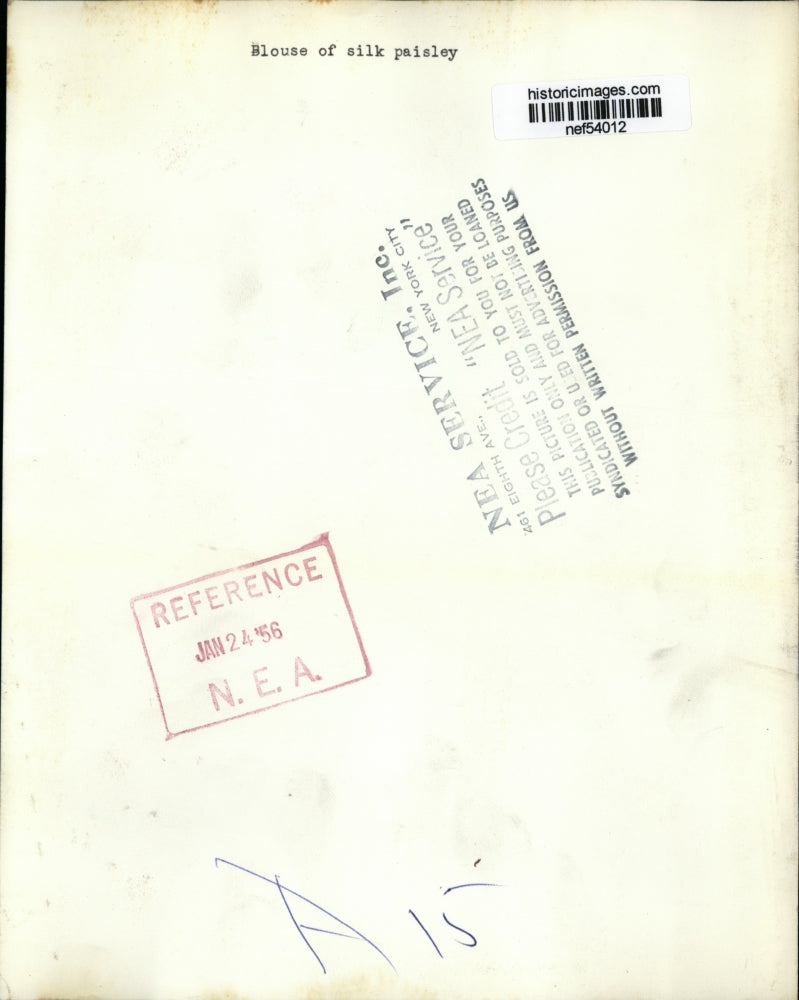 Blouse of silk paisley
historicimages.com
nef54012
NEA SERVICE, Inc.
461 EIGHTH AVE., NEW YORK CITY
Please Credit "NEA Service"
THIS PICTURE IS SOLD TO YOU FOR YOUR
PUBLICATION ONLY AND MUST NOT BE LOANED
SYNDICATED OR USED FOR ADVERTISING PURPOSES
WITHOUT WRITTEN PERMISSION FROM US
REFERENCE
JAN 24 '56
N. E. A.
A 15